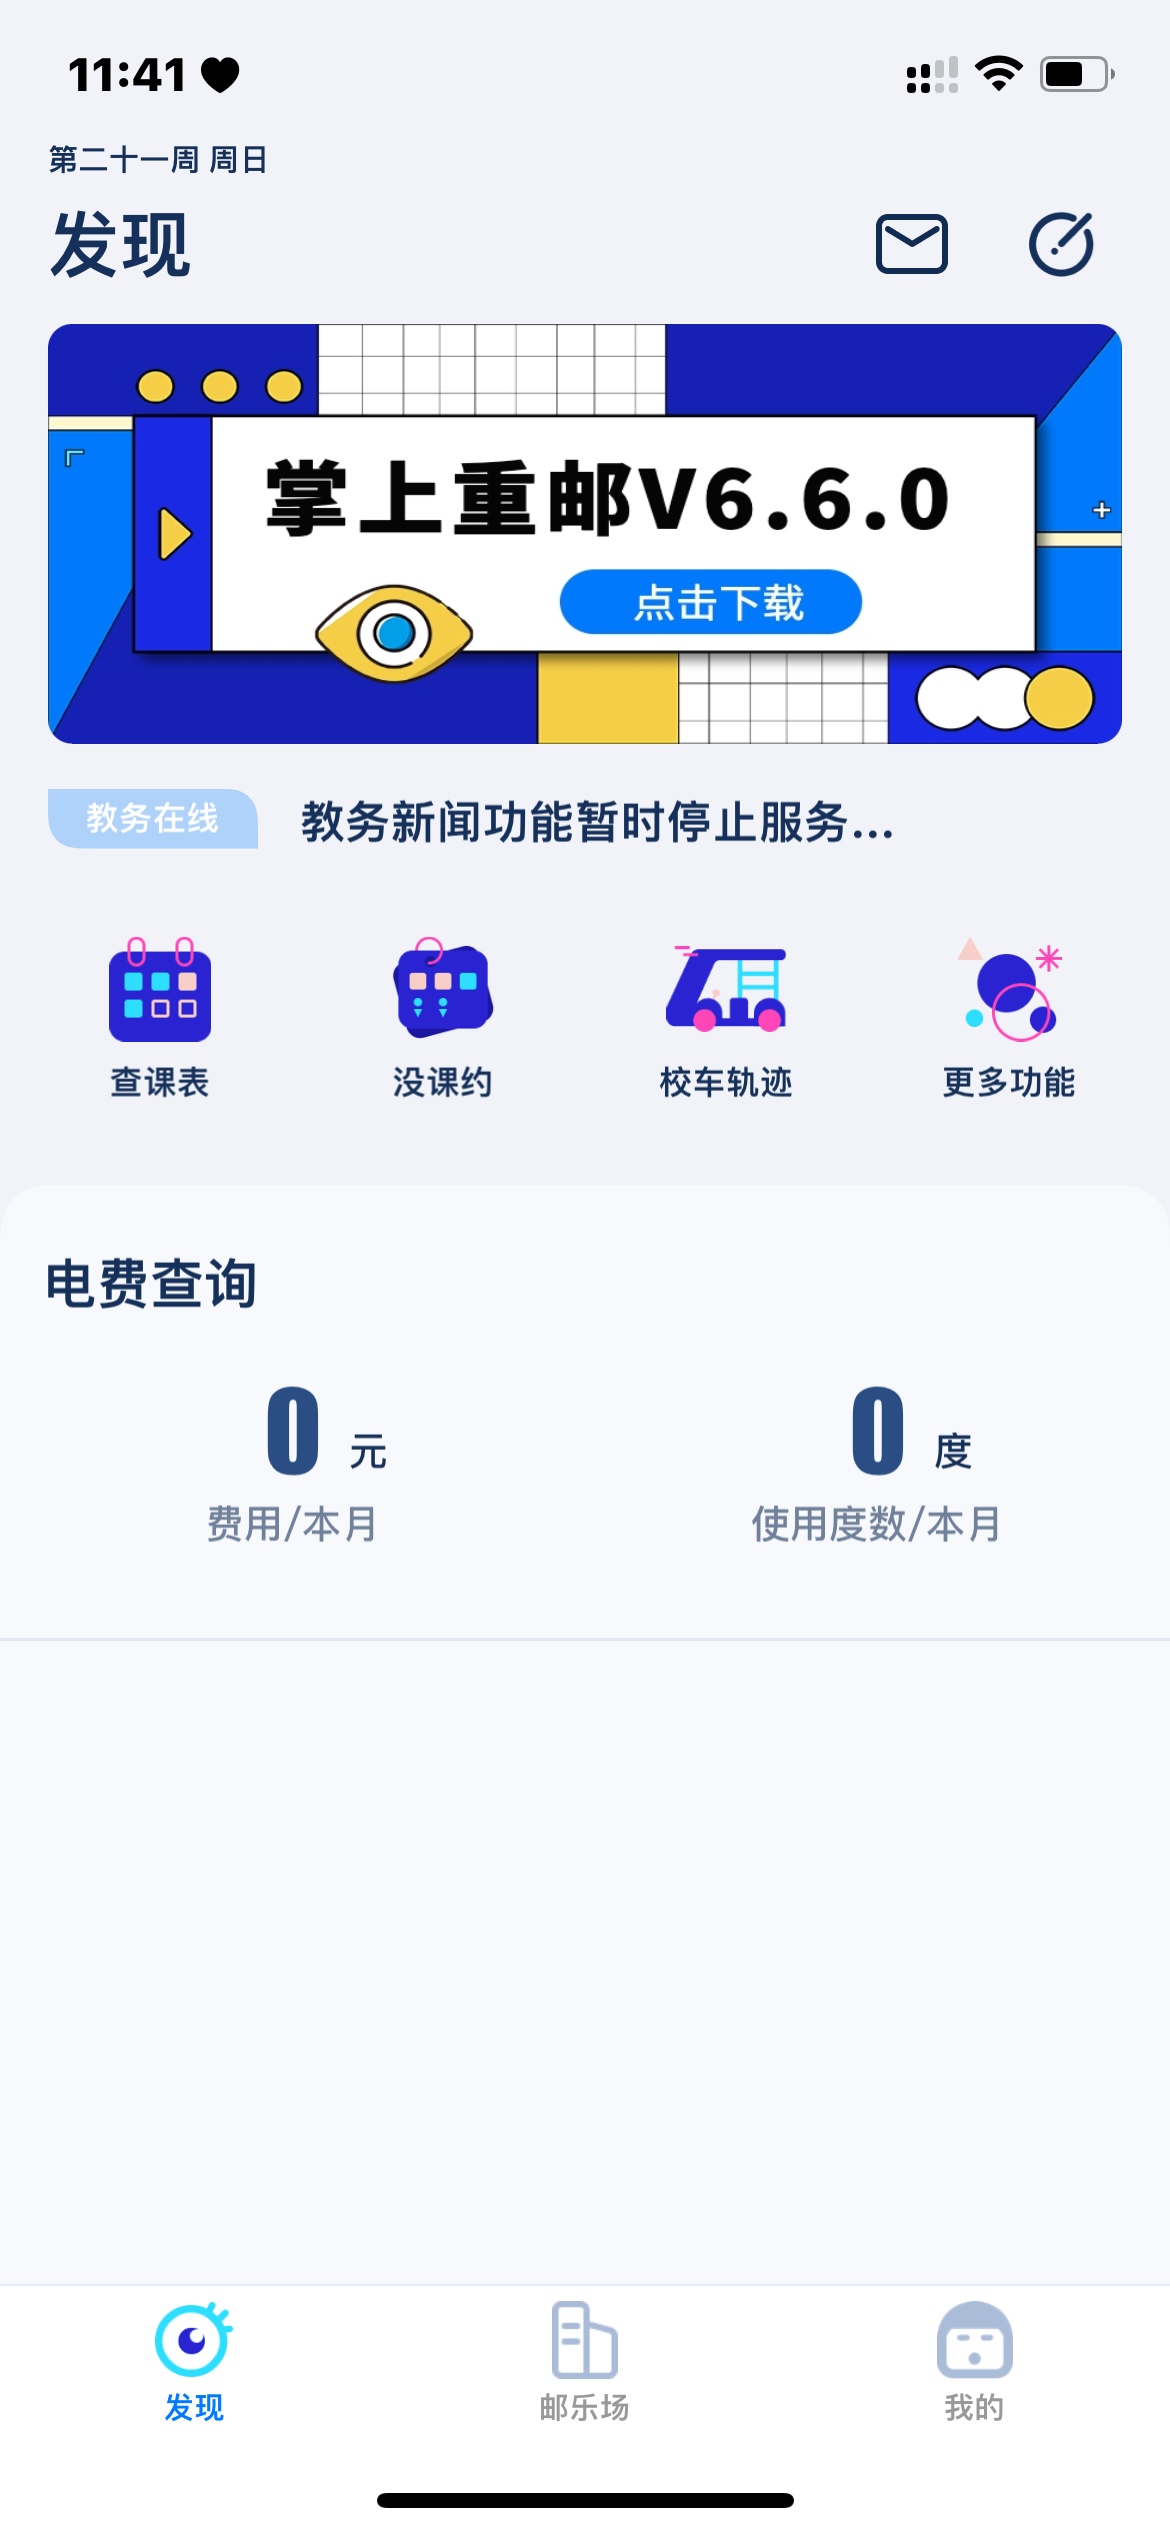 11:41
第二十一周 周日
发现
掌上重邮V6.6.0
点击下载
教务在线 教务新闻功能暂时停止服务...
查课表 没课约 校车轨迹 更多功能
电费查询
0 元 0 度
费用/本月 使用度数/本月
发现 邮乐场 我的